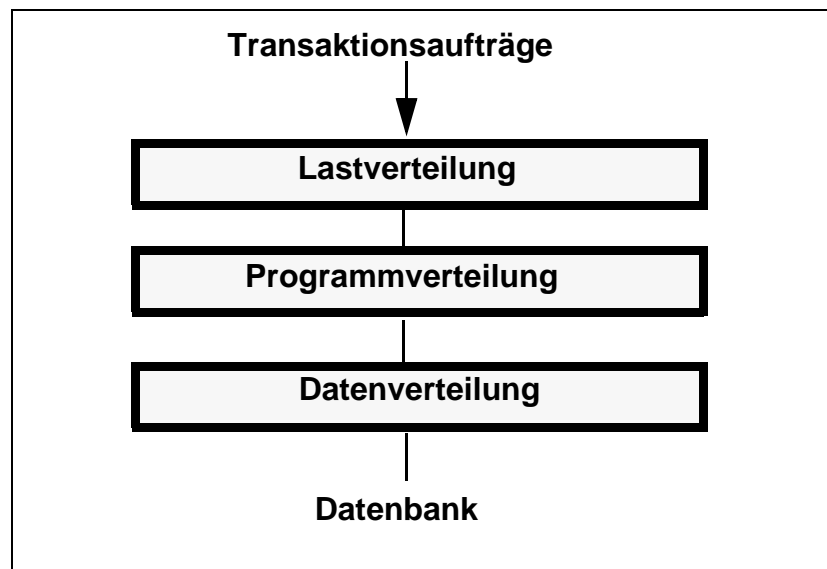 Transaktionsaufträge
Lastverteilung
Programmverteilung
Datenverteilung
Datenbank